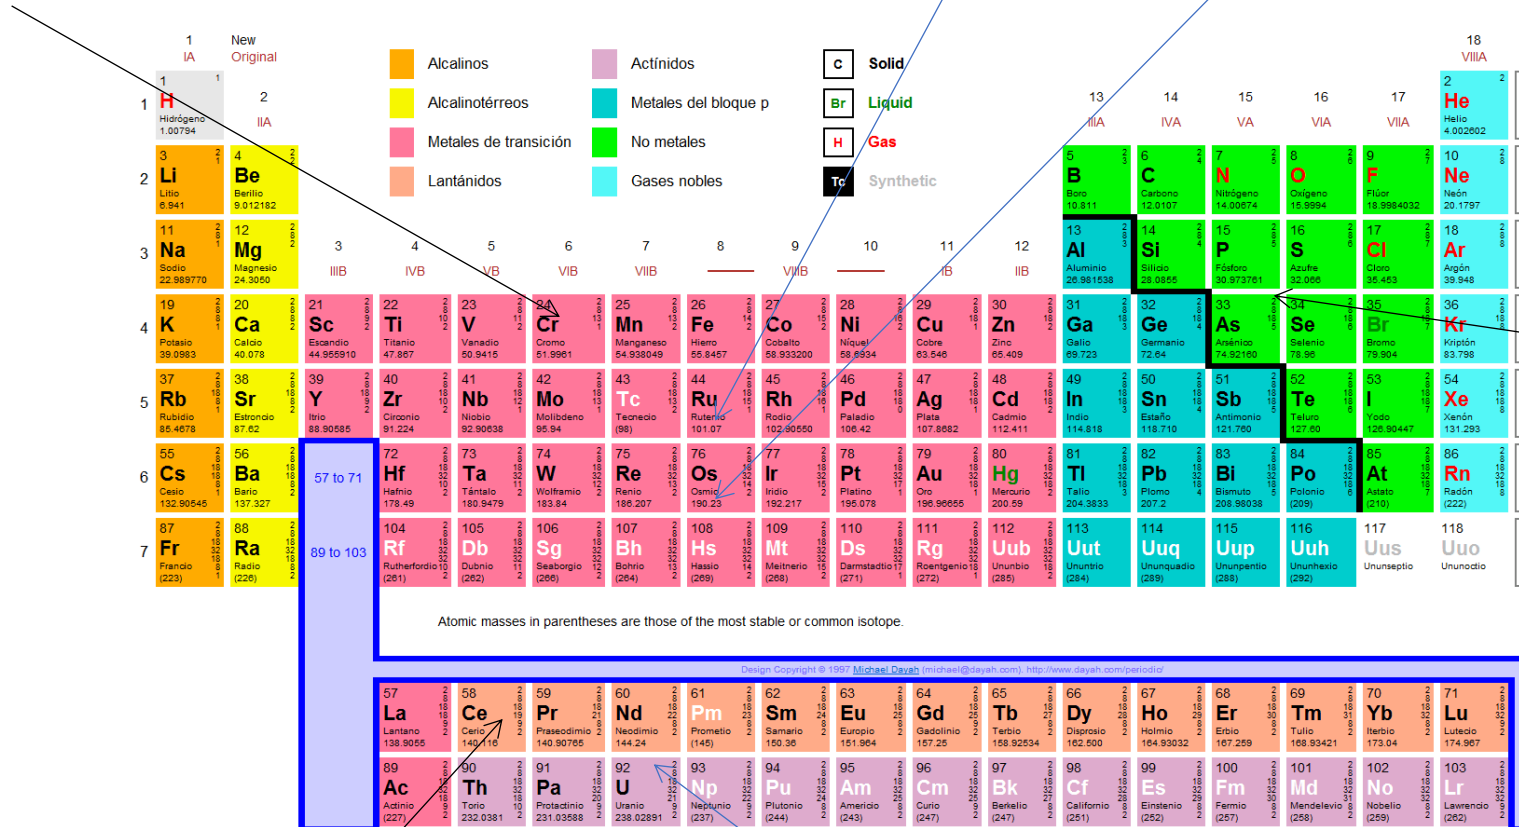 1 New 18
IA Original VIIIA
Alcalinos Actínidos C Solid
Alcalinotérreos Metales del bloque p Br Liquid
Metales de transición No metales H Gas
Lantánidos Gases nobles Tc Synthetic
2 13 14 15 16 17
IIA IIIA IVA VA VIA VIIA
3 4 5 6 7 8 9 10 11 12
IIIB IVB VB VIB VIIB VIIIB IB IIB
1
1 H Hidrógeno 1.00794
2 He Helio 4.002602
2
3 Li Litio 6.941
4 Be Berilio 9.012182
5 B Boro 10.811
6 C Carbono 12.0107
7 N Nitrógeno 14.00674
8 O Oxígeno 15.9994
9 F Flúor 18.9984032
10 Ne Neón 20.1797
3
11 Na Sodio 22.989770
12 Mg Magnesio 24.3050
13 Al Aluminio 26.981538
14 Si Silicio 28.0855
15 P Fósforo 30.973761
16 S Azufre 32.066
17 Cl Cloro 35.453
18 Ar Argón 39.948
4
19 K Potasio 39.0983
20 Ca Calcio 40.078
21 Sc Escandio 44.955910
22 Ti Titanio 47.867
23 V Vanadio 50.9415
24 Cr Cromo 51.9961
25 Mn Manganeso 54.938049
26 Fe Hierro 55.8457
27 Co Cobalto 58.933200
28 Ni Níquel 58.6934
29 Cu Cobre 63.546
30 Zn Zinc 65.409
31 Ga Galio 69.723
32 Ge Germanio 72.64
33 As Arsénico 74.92160
34 Se Selenio 78.96
35 Br Bromo 79.904
36 Kr Kriptón 83.798
5
37 Rb Rubidio 85.4678
38 Sr Estroncio 87.62
39 Y Itrio 88.90585
40 Zr Circonio 91.224
41 Nb Niobio 92.90638
42 Mo Molibdeno 95.94
43 Tc Tecnecio (98)
44 Ru Rutenio 101.07
45 Rh Rodio 102.90550
46 Pd Paladio 106.42
47 Ag Plata 107.8682
48 Cd Cadmio 112.411
49 In Indio 114.818
50 Sn Estaño 118.710
51 Sb Antimonio 121.760
52 Te Teluro 127.60
53 I Yodo 126.90447
54 Xe Xenón 131.293
6
55 Cs Cesio 132.90545
56 Ba Bario 137.327
57 to 71
72 Hf Hafnio 178.49
73 Ta Tántalo 180.9479
74 W Wolframio 183.84
75 Re Renio 186.207
76 Os Osmio 190.23
77 Ir Iridio 192.217
78 Pt Platino 195.078
79 Au Oro 196.96655
80 Hg Mercurio 200.59
81 Tl Talio 204.3833
82 Pb Plomo 207.2
83 Bi Bismuto 208.98038
84 Po Polonio (209)
85 At Astato (210)
86 Rn Radón (222)
7
87 Fr Francio (223)
88 Ra Radio (226)
89 to 103
104 Rf Rutherfordio (261)
105 Db Dubnio (262)
106 Sg Seaborgio (266)
107 Bh Bohrio (264)
108 Hs Hassio (269)
109 Mt Meitnerio (268)
110 Ds Darmstadtio (271)
111 Rg Roentgenio (272)
112 Uub Ununbio (285)
113 Uut Ununtrio (284)
114 Uuq Ununquadio (289)
115 Uup Ununpentio (288)
116 Uuh Ununhexio (292)
117 Uus Ununseptio
118 Uuo Ununoctio
Atomic masses in parentheses are those of the most stable or common isotope.
Design Copyright © 1997 Michael Dayah (michael@dayah.com). http://www.dayah.com/periodic/
57 La Lantano 138.9055
58 Ce Cerio 140.116
59 Pr Praseodimio 140.90765
60 Nd Neodimio 144.24
61 Pm Prometio (145)
62 Sm Samario 150.36
63 Eu Europio 151.964
64 Gd Gadolinio 157.25
65 Tb Terbio 158.92534
66 Dy Disprosio 162.500
67 Ho Holmio 164.93032
68 Er Erbio 167.259
69 Tm Tulio 168.93421
70 Yb Iterbio 173.04
71 Lu Lutecio 174.967
89 Ac Actinio (227)
90 Th Torio 232.0381
91 Pa Protactinio 231.03588
92 U Uranio 238.02891
93 Np Neptunio (237)
94 Pu Plutonio (244)
95 Am Americio (243)
96 Cm Curio (247)
97 Bk Berkelio (247)
98 Cf Californio (251)
99 Es Einstenio (252)
100 Fm Fermio (257)
101 Md Mendelevio (258)
102 No Nobelio (259)
103 Lr Lawrencio (262)